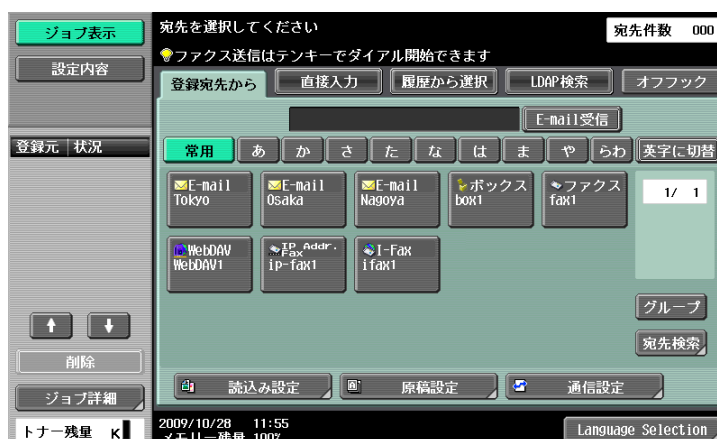 ジョブ表示
設定内容
登録元 状況
削除
ジョブ詳細
トナー残量 K
宛先を選択してください
宛先件数 000
ファクス送信はテンキーでダイアル開始できます
登録宛先から 直接入力 履歴から選択 LDAP検索 オフフック
E-mail受信
常用 あ か さ た な は ま や らわ 英字に切替
E-mail
Tokyo
E-mail
Osaka
E-mail
Nagoya
ボックス
box1
ファクス
fax1
1/ 1
WebDAV
WebDAV1
IP Addr.
Fax
ip-fax1
I-Fax
ifax1
グループ
宛先検索
読込み設定 原稿設定 通信設定
2009/10/28 11:55
メモリー残量 100%
Language Selection